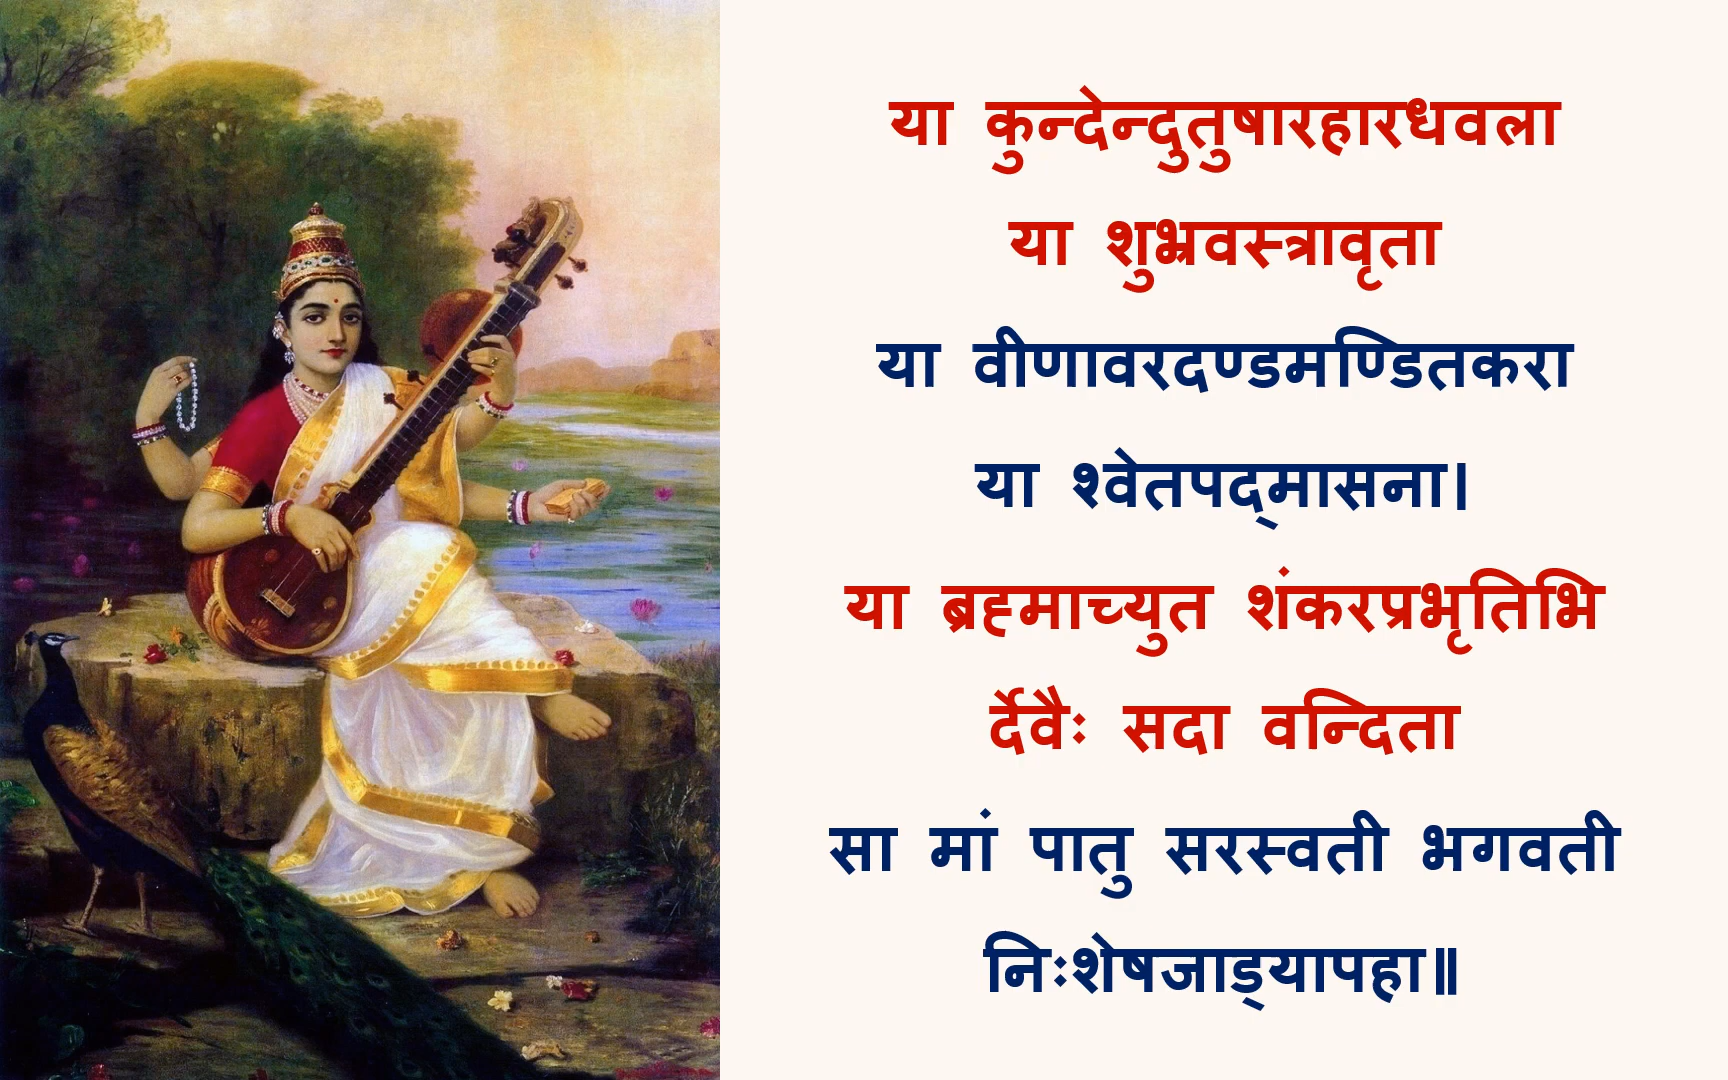 या कुन्देन्दुतुषारहारधवला
या शुभ्रवस्त्रावृता
या वीणावरदण्डमण्डितकरा
या श्वेतपद्मासना।
या ब्रह्माच्युत शंकरप्रभृतिभि
र्देवैः सदा वन्दिता
सा मां पातु सरस्वती भगवती
निःशेषजाड्यापहा॥